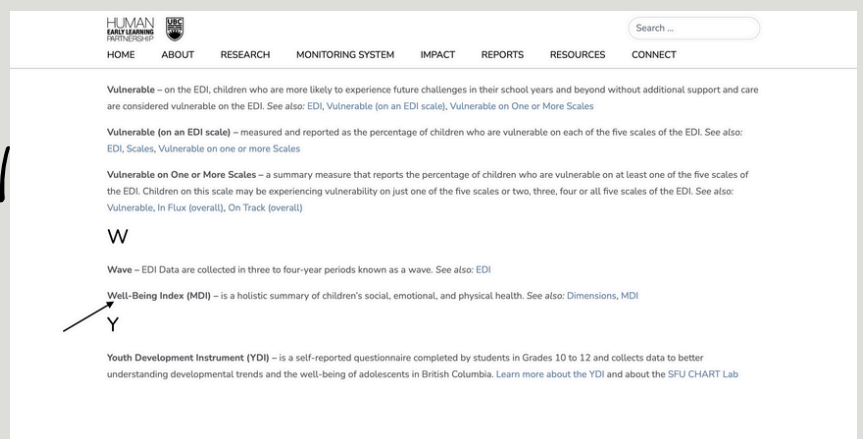 HUMAN
EARLY LEARNING
PARTNERSHIP
UBC
Search ...
HOME ABOUT RESEARCH MONITORING SYSTEM IMPACT REPORTS RESOURCES CONNECT
Vulnerable – on the EDI, children who are more likely to experience future challenges in their school years and beyond without additional support and care
are considered vulnerable on the EDI. See also: EDI, Vulnerable (on an EDI scale), Vulnerable on One or More Scales
Vulnerable (on an EDI scale) – measured and reported as the percentage of children who are vulnerable on each of the five scales of the EDI. See also:
EDI, Scales, Vulnerable on one or more Scales
Vulnerable on One or More Scales – a summary measure that reports the percentage of children who are vulnerable on at least one of the five scales of
the EDI. Children on this scale may be experiencing vulnerability on just one of the five scales or two, three, four or all five scales of the EDI. See also:
Vulnerable, In Flux (overall), On Track (overall)
W
Wave – EDI Data are collected in three to four-year periods known as a wave. See also: EDI
Well-Being Index (MDI) – is a holistic summary of children's social, emotional, and physical health. See also: Dimensions, MDI
Y
Youth Development Instrument (YDI) – is a self-reported questionnaire completed by students in Grades 10 to 12 and collects data to better
understanding developmental trends and the well-being of adolescents in British Columbia. Learn more about the YDI and about the SFU CHART Lab